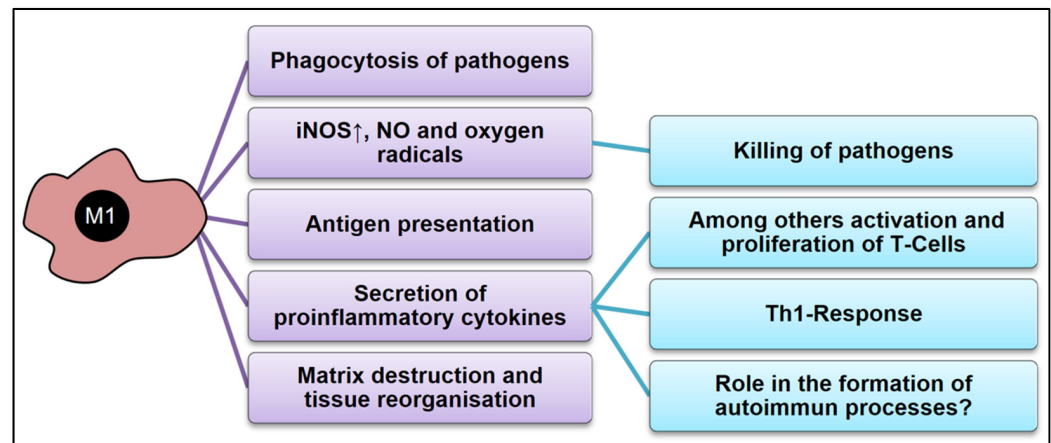 M1
Phagocytosis of pathogens
iNOS↑, NO and oxygen
radicals
Antigen presentation
Secretion of
proinflammatory cytokines
Matrix destruction and
tissue reorganisation
Killing of pathogens
Among others activation and
proliferation of T-Cells
Th1-Response
Role in the formation of
autoimmun processes?